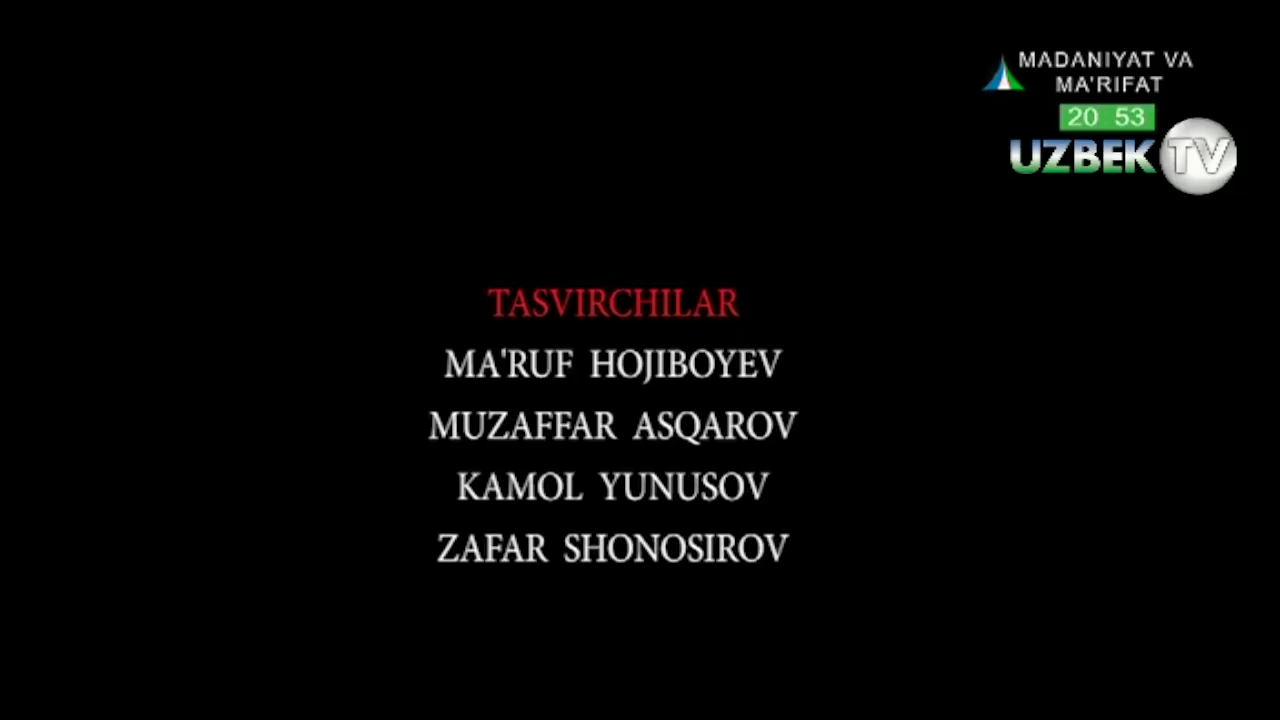 MADANIYAT VA
MA'RIFAT
20 53
UZBEK TV
TASVIRCHILAR
MA'RUF HOJIBOYEV
MUZAFFAR ASQAROV
KAMOL YUNUSOV
ZAFAR SHONOSIROV